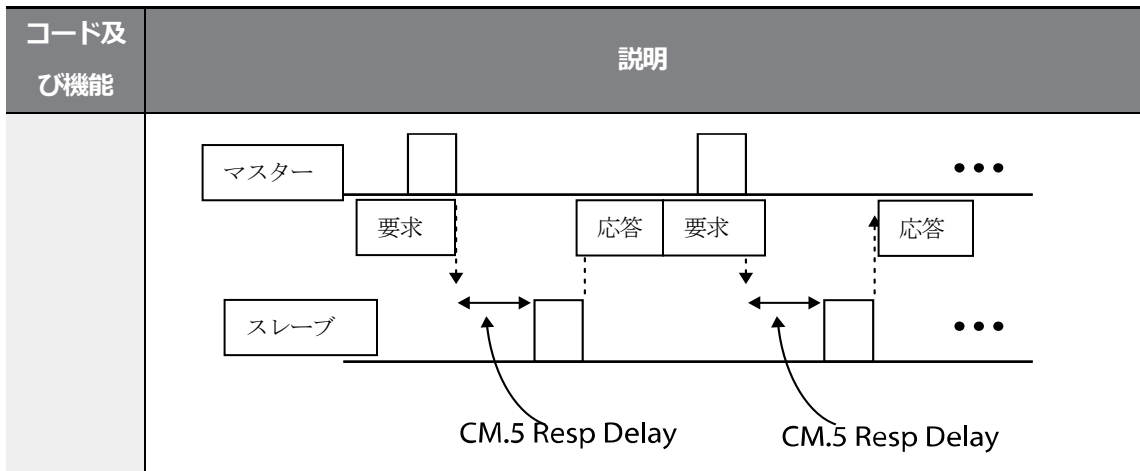 コード及
び機能
説明
マスター
•••
要求
応答
要求
応答
スレーブ
•••
CM.5 Resp Delay
CM.5 Resp Delay